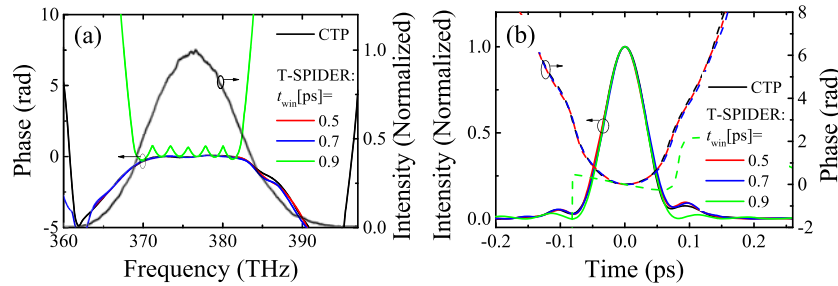 (a)
Phase (rad)
10
5
0
-5
360
370
380
390
Frequency (THz)
1.0
0.5
0.0
Intensity (Normalized)
CTP
T-SPIDER:
t_win[ps]=
0.5
0.7
0.9
(b)
Intensity (Normalized)
1.0
0.5
0.0
-0.2
-0.1
0.0
0.1
0.2
Time (ps)
8
6
4
2
0
-2
Phase (rad)
CTP
T-SPIDER:
t_win[ps]=
0.5
0.7
0.9